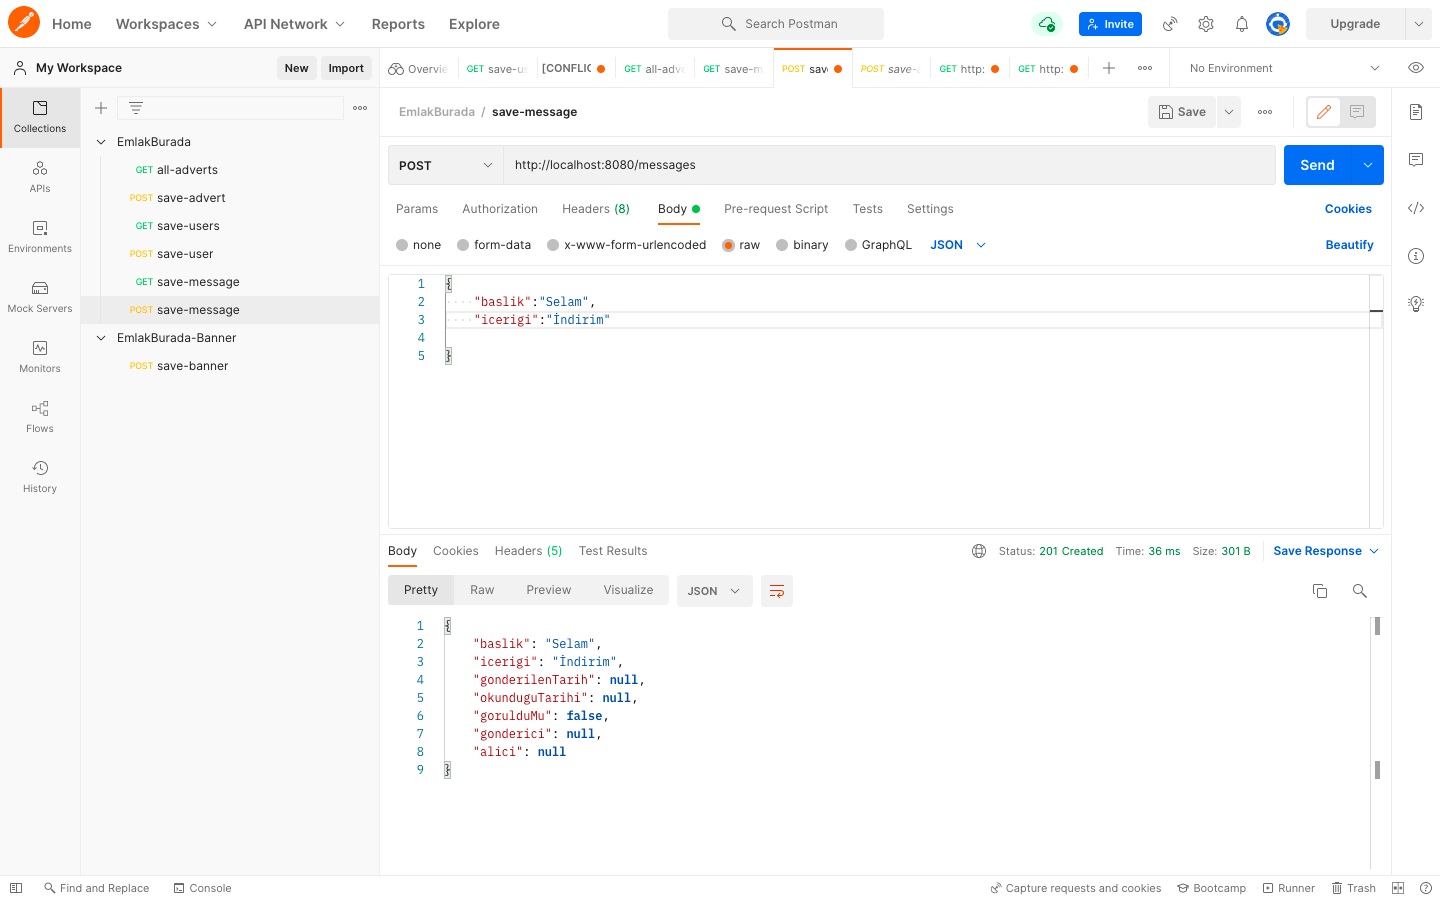 Home Workspaces API Network Reports Explore Search Postman Invite Upgrade
My Workspace New Import
Overvie GET save-us [CONFLIC GET all-adve GET save-m POST save POST save-a GET http: GET http: No Environment
Collections
APIs
Environments
Mock Servers
Monitors
Flows
History
EmlakBurada
GET all-adverts
POST save-advert
GET save-users
POST save-user
GET save-message
POST save-message
EmlakBurada-Banner
POST save-banner
EmlakBurada / save-message Save
POST http://localhost:8080/messages Send
Params Authorization Headers (8) Body Pre-request Script Tests Settings Cookies
none form-data x-www-form-urlencoded raw binary GraphQL JSON Beautify
1 {
2 "baslik":"Selam",
3 "icerigi":"İndirim"
4
5 }
Body Cookies Headers (5) Test Results Status: 201 Created Time: 36 ms Size: 301 B Save Response
Pretty Raw Preview Visualize JSON
1 {
2 "baslik": "Selam",
3 "icerigi": "İndirim",
4 "gonderilenTarih": null,
5 "okunduguTarihi": null,
6 "gorulduMu": false,
7 "gonderici": null,
8 "alici": null
9 }
Find and Replace Console Capture requests and cookies Bootcamp Runner Trash